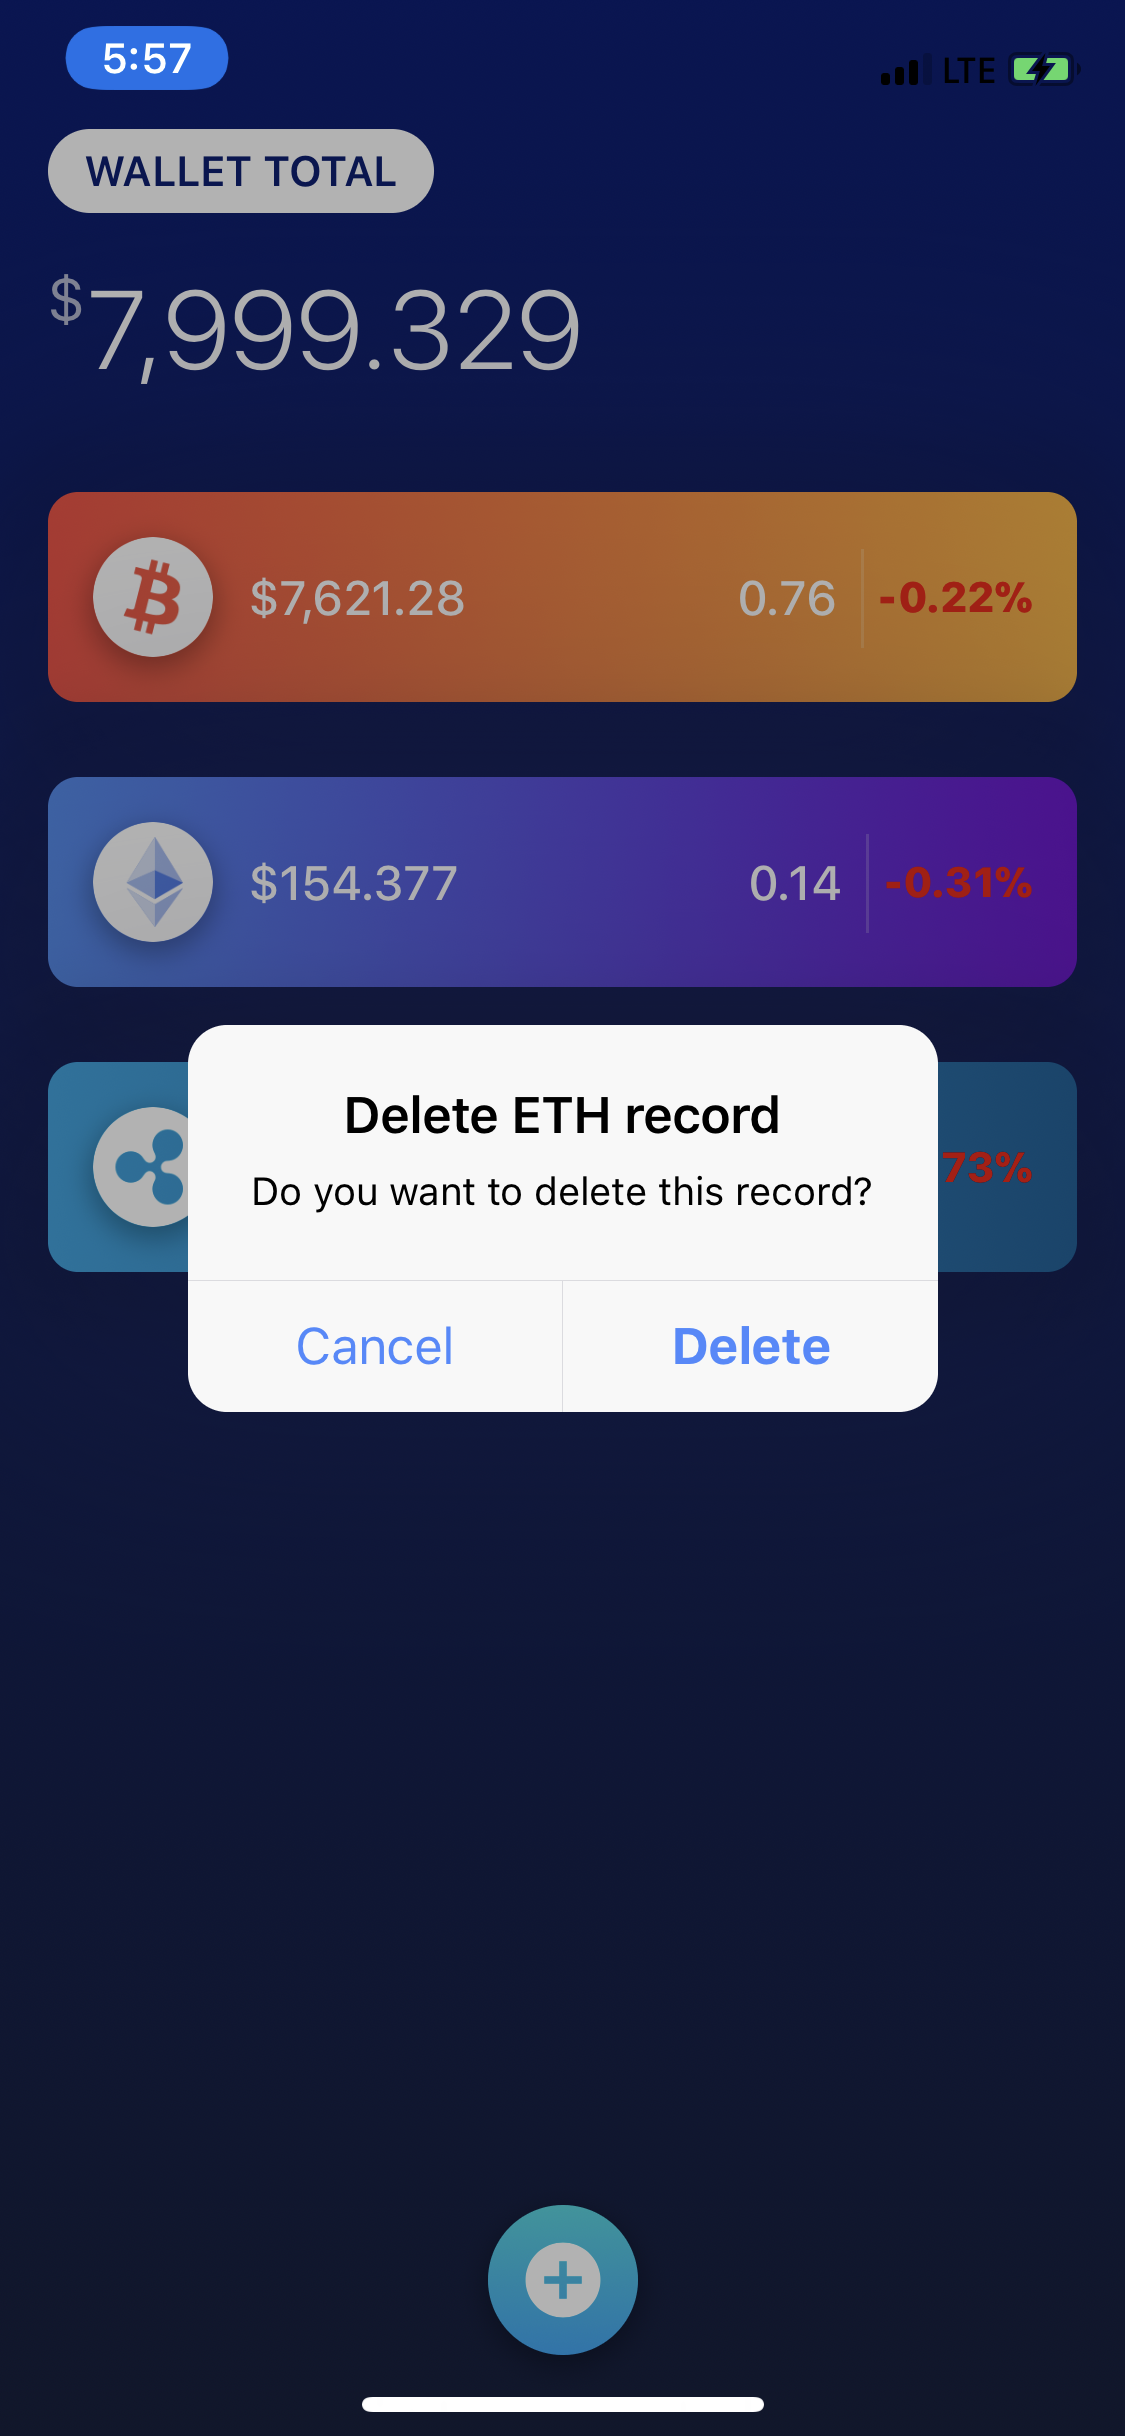 5:57
LTE
WALLET TOTAL
$7,999.329
$7,621.28 0.76 -0.22%
$154.377 0.14 -0.31%
73%
Delete ETH record
Do you want to delete this record?
Cancel Delete